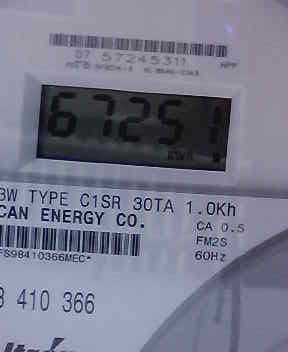 07 57245311
67251
KWH
3W TYPE C1SR 30TA 1.0Kh
CAN ENERGY CO.
CA 0.5
FM2S
60Hz
FS98410366MEC*
8 410 366